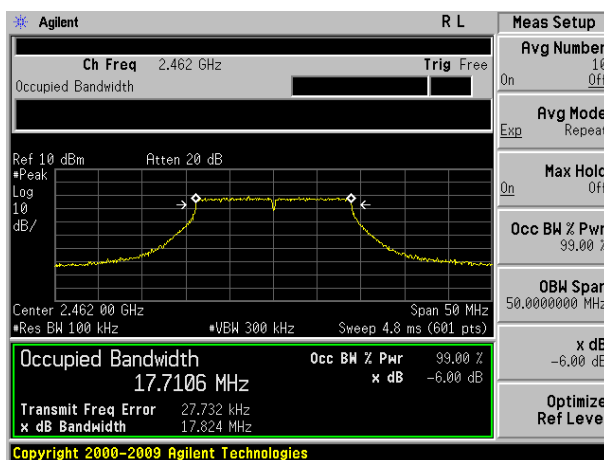 Agilent
R L
Meas Setup
Ch Freq 2.462 GHz
Trig Free
Occupied Bandwidth
Avg Number
10
On Off
Avg Mode
Exp Repeat
Ref 10 dBm Atten 20 dB
#Peak
Log
10
dB/
Max Hold
On Off
Occ BW % Pwr
99.00 %
OBW Span
50.0000000 MHz
Center 2.462 00 GHz Span 50 MHz
#Res BW 100 kHz #VBW 300 kHz Sweep 4.8 ms (601 pts)
x dB
-6.00 dB
Occupied Bandwidth
17.7106 MHz
Occ BW % Pwr 99.00 %
x dB -6.00 dB
Transmit Freq Error 27.732 kHz
x dB Bandwidth 17.824 MHz
Optimize
Ref Level
Copyright 2000-2009 Agilent Technologies